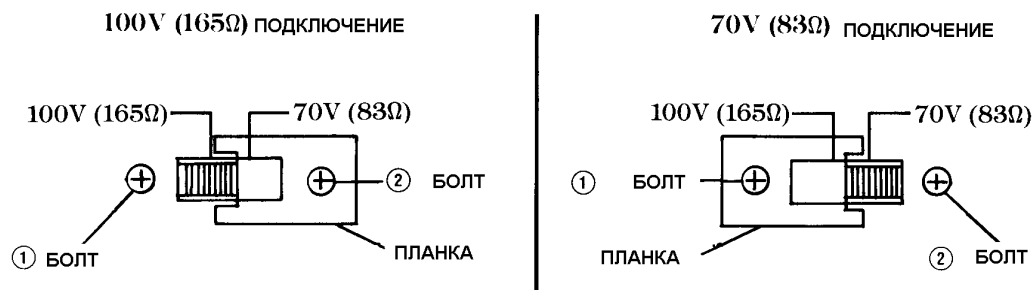 100V (165Ω) ПОДКЛЮЧЕНИЕ
100V (165Ω) 70V (83Ω)
② БОЛТ
① БОЛТ
ПЛАНКА
70V (83Ω) ПОДКЛЮЧЕНИЕ
100V (165Ω) 70V (83Ω)
① БОЛТ
ПЛАНКА
② БОЛТ